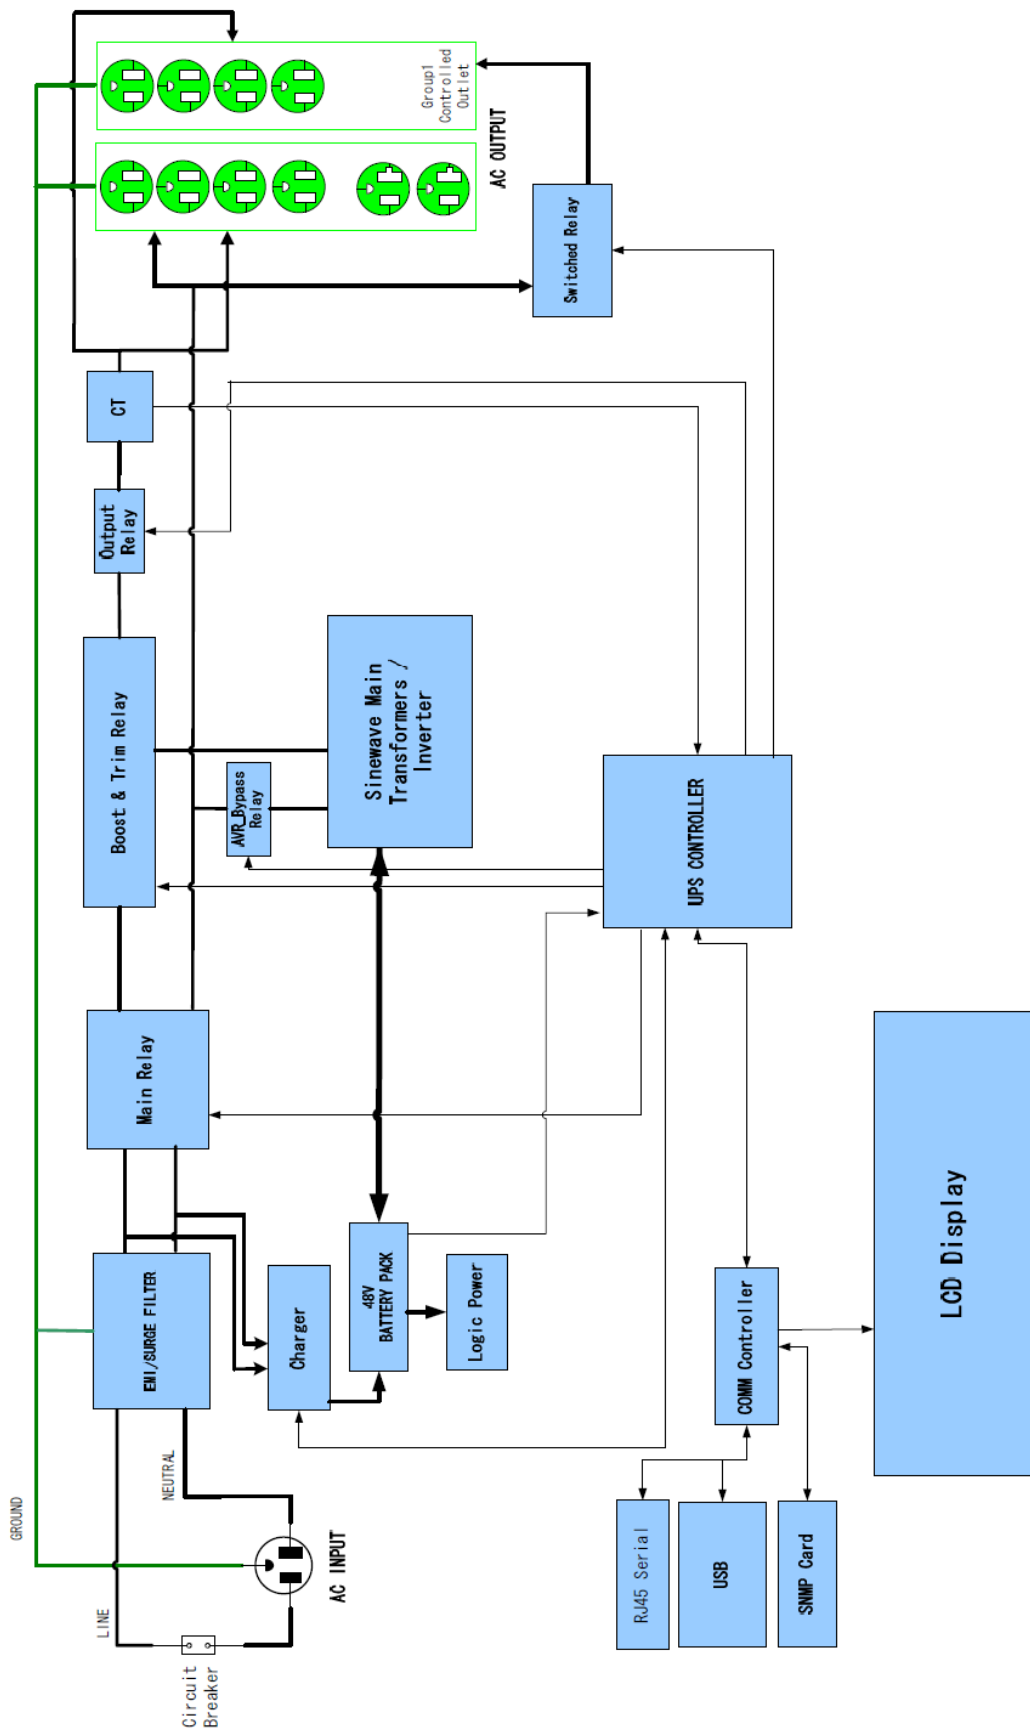 GROUND
LINE
NEUTRAL
Circuit
Breaker
AC INPUT
EMI/SURGE FILTER
Charger
48V
BATTERY PACK
Logic Power
Main Relay
Boost & Trim Relay
AVR_Bypass
Relay
Sinewave Main
Transformers /
Inverter
Output
Relay
CT
Group1
Controlled
Outlet
AC OUTPUT
Switched Relay
UPS CONTROLLER
COMM Controller
RJ45 Serial
USB
SNMP Card
LCD Display